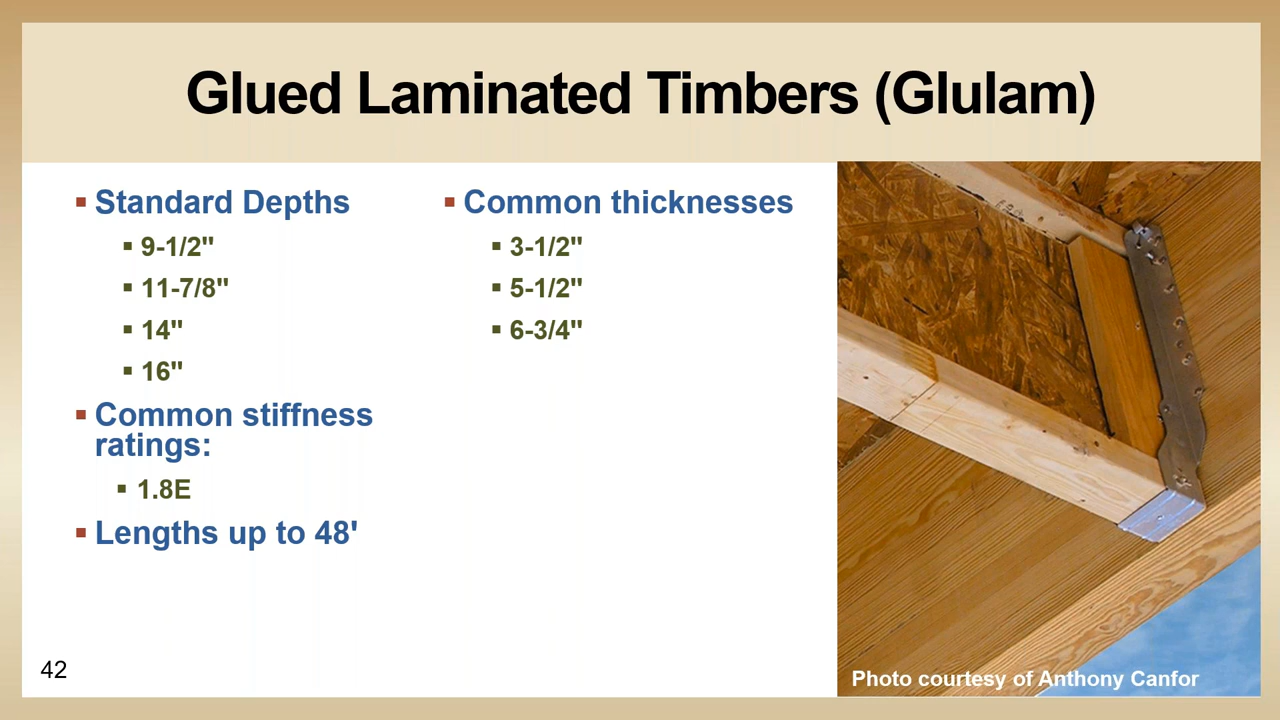 Glued Laminated Timbers (Glulam)
Standard Depths
9-1/2"
11-7/8"
14"
16"
Common stiffness
ratings:
1.8E
Lengths up to 48'
Common thicknesses
3-1/2"
5-1/2"
6-3/4"
Photo courtesy of Anthony Canfor
42